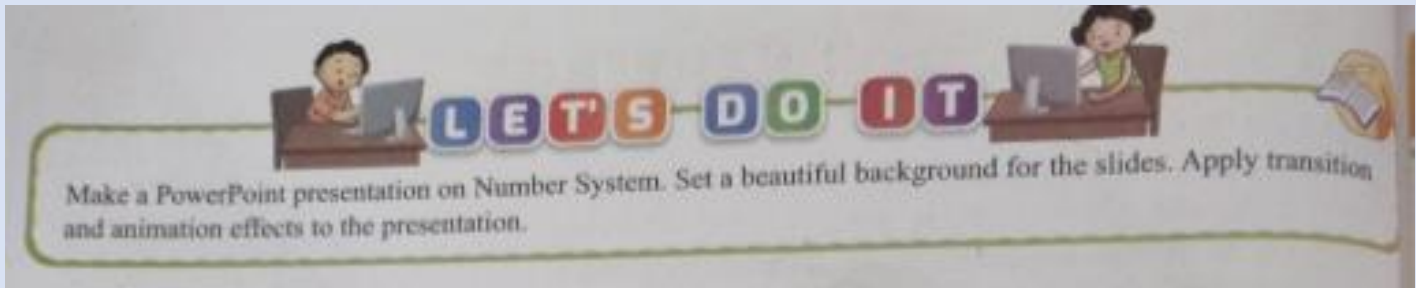 LET'S DO IT
Make a PowerPoint presentation on Number System. Set a beautiful background for the slides. Apply transition
and animation effects to the presentation.